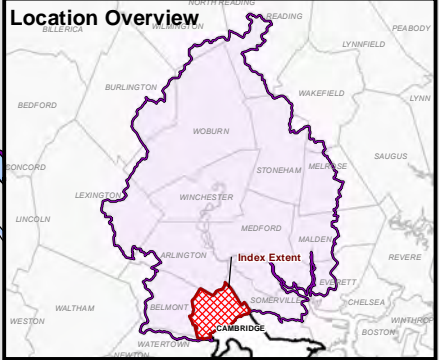 NORTH READING
Location Overview
BILLERICA
WILMINGTON
READING
PEABODY
LYNNFIELD
BURLINGTON
WAKEFIELD
LYNN
BEDFORD
WOBURN
SAUGUS
CONCORD
STONEHAM
MELROSE
LEXINGTON
WINCHESTER
LINCOLN
MEDFORD
MALDEN
ARLINGTON
Index Extent
REVERE
EVERETT
BELMONT
SOMERVILLE
CHELSEA
WALTHAM
WINTHROP
WESTON
CAMBRIDGE
BOSTON
WATERTOWN
NEWTON